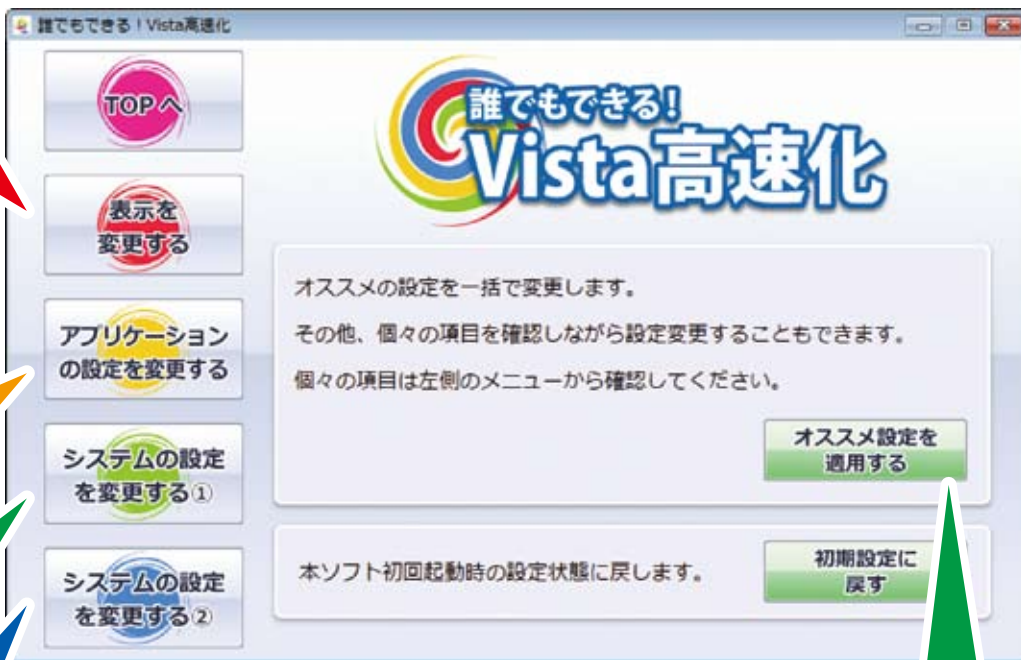 誰でもできる！Vista高速化
TOPへ
表示を
変更する
アプリケーション
の設定を変更する
システムの設定
を変更する①
システムの設定
を変更する②
誰でもできる！
Vista高速化
オススメの設定を一括で変更します。
その他、個々の項目を確認しながら設定変更することもできます。
個々の項目は左側のメニューから確認してください。
オススメ設定を
適用する
本ソフト初回起動時の設定状態に戻します。
初期設定に
戻す